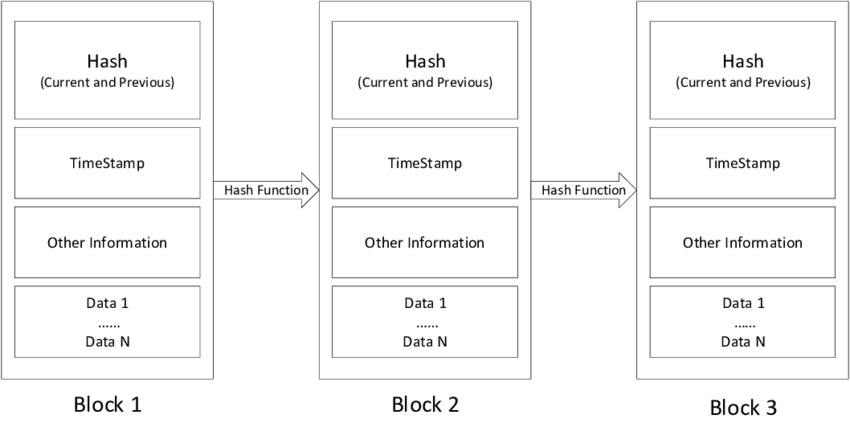 Hash
(Current and Previous)
TimeStamp
Other Information
Data 1
......
Data N
Block 1
Hash Function
Hash
(Current and Previous)
TimeStamp
Other Information
Data 1
......
Data N
Block 2
Hash Function
Hash
(Current and Previous)
TimeStamp
Other Information
Data 1
......
Data N
Block 3